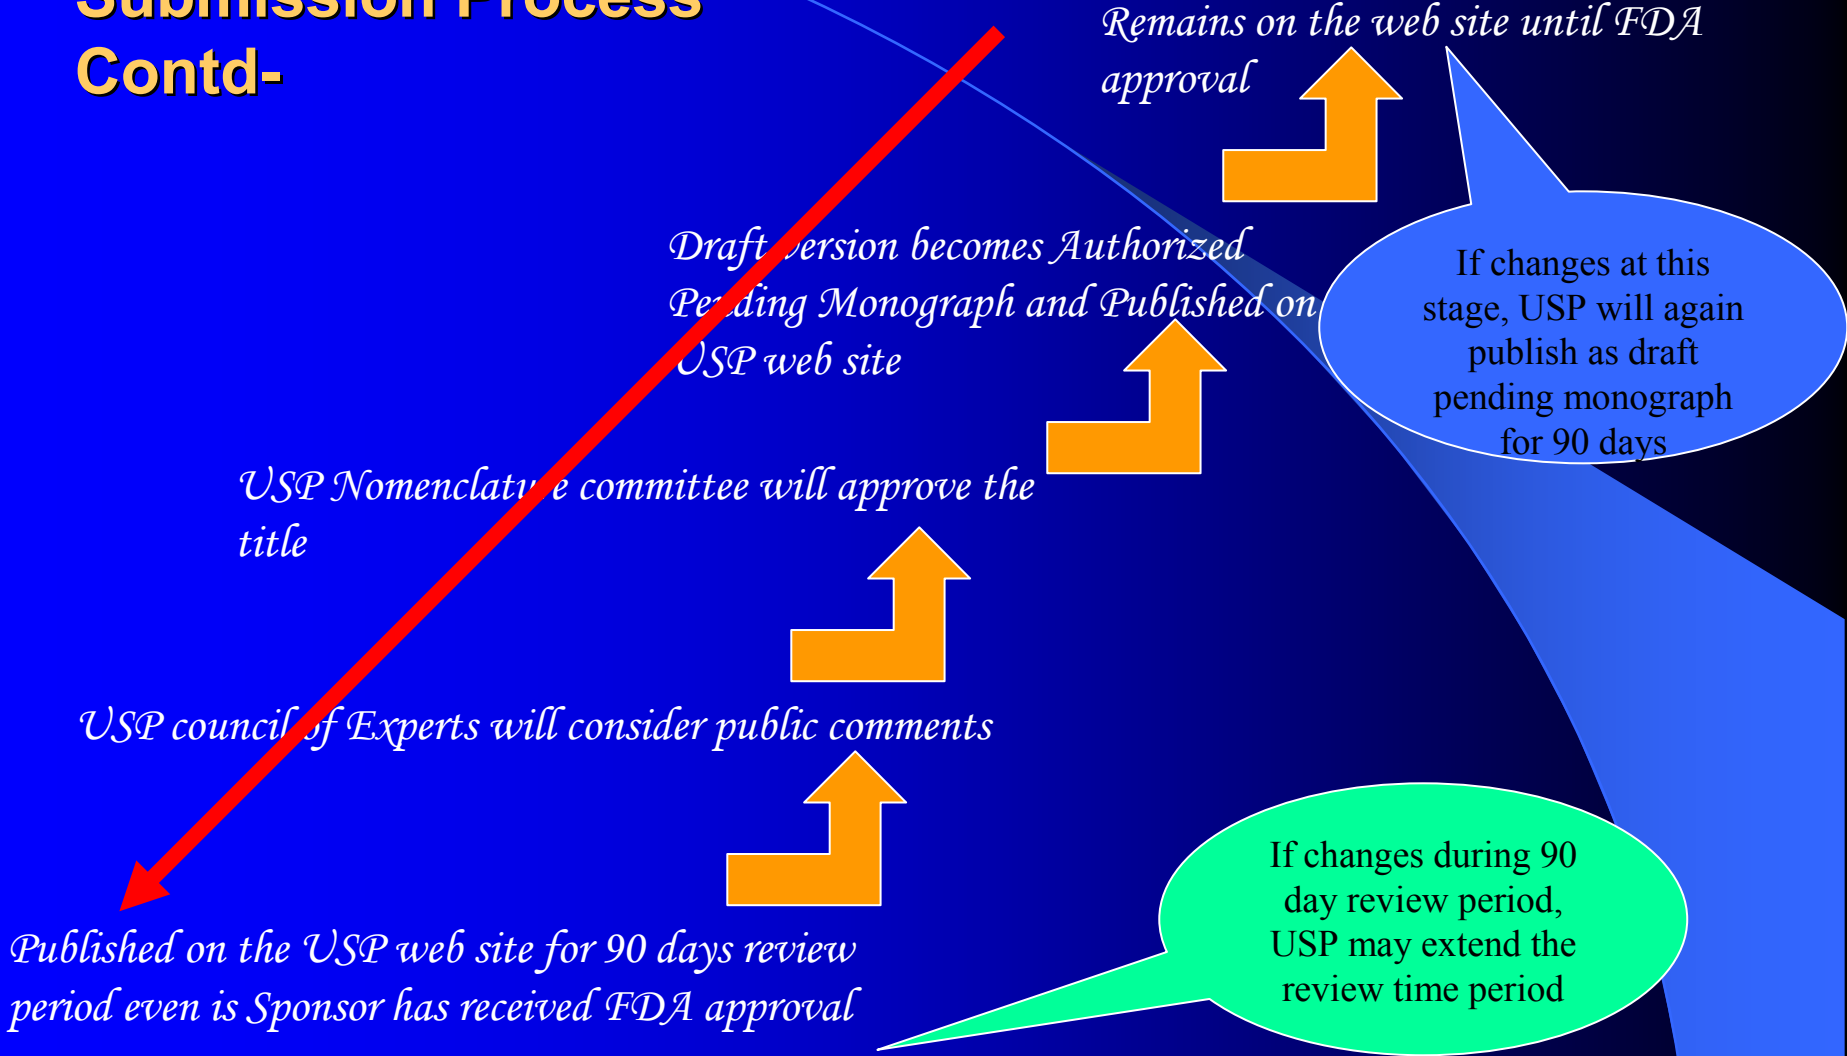 Submission Process
Contd-
Remains on the web site until FDA
approval
Draft version becomes Authorized
Pending Monograph and Published on
USP web site
If changes at this
stage, USP will again
publish as draft
pending monograph
for 90 days
USP Nomenclature committee will approve the
title
USP council of Experts will consider public comments
Published on the USP web site for 90 days review
period even is Sponsor has received FDA approval
If changes during 90
day review period,
USP may extend the
review time period